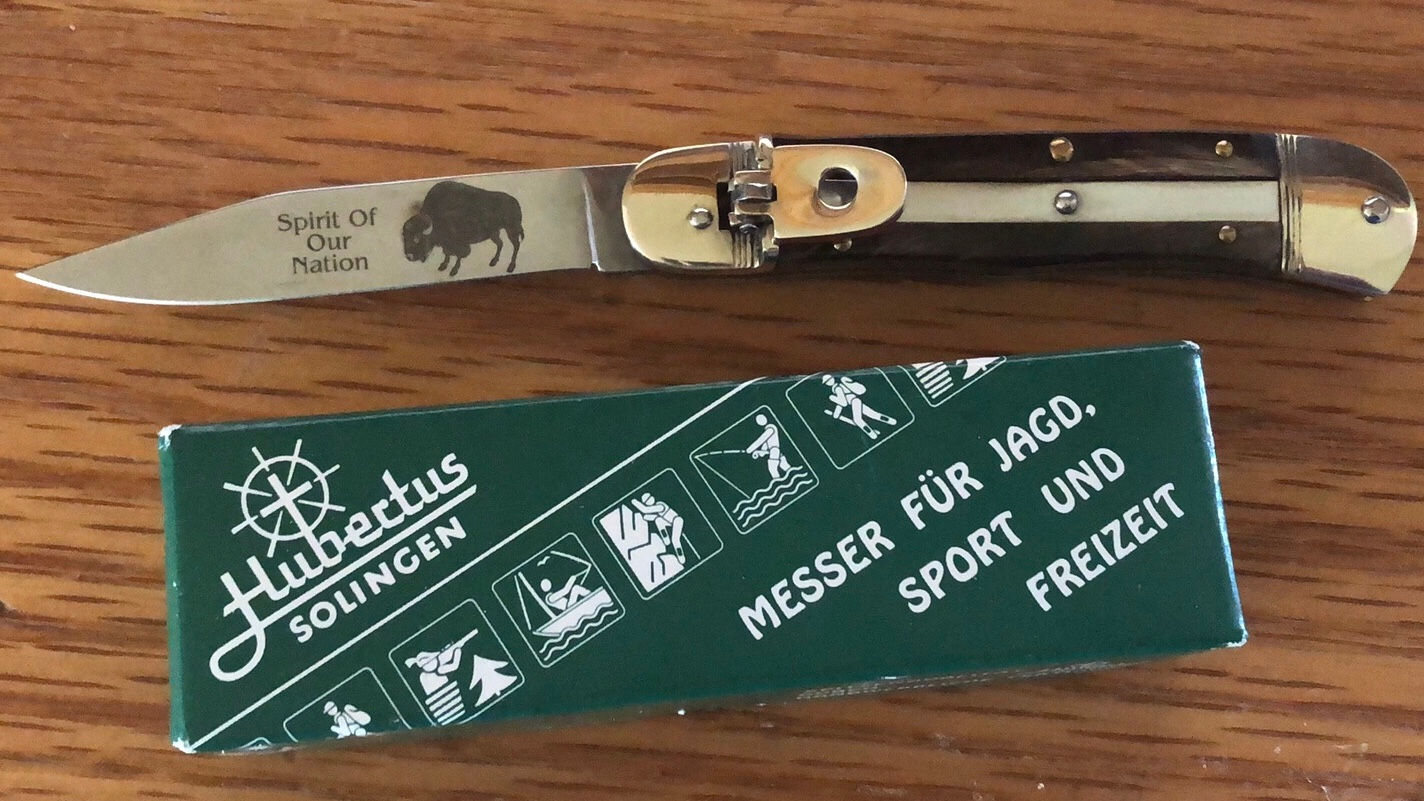 Spirit Of
Our
Nation
Hubertus
SOLINGEN
MESSER FÜR JAGD,
SPORT UND
FREIZEIT